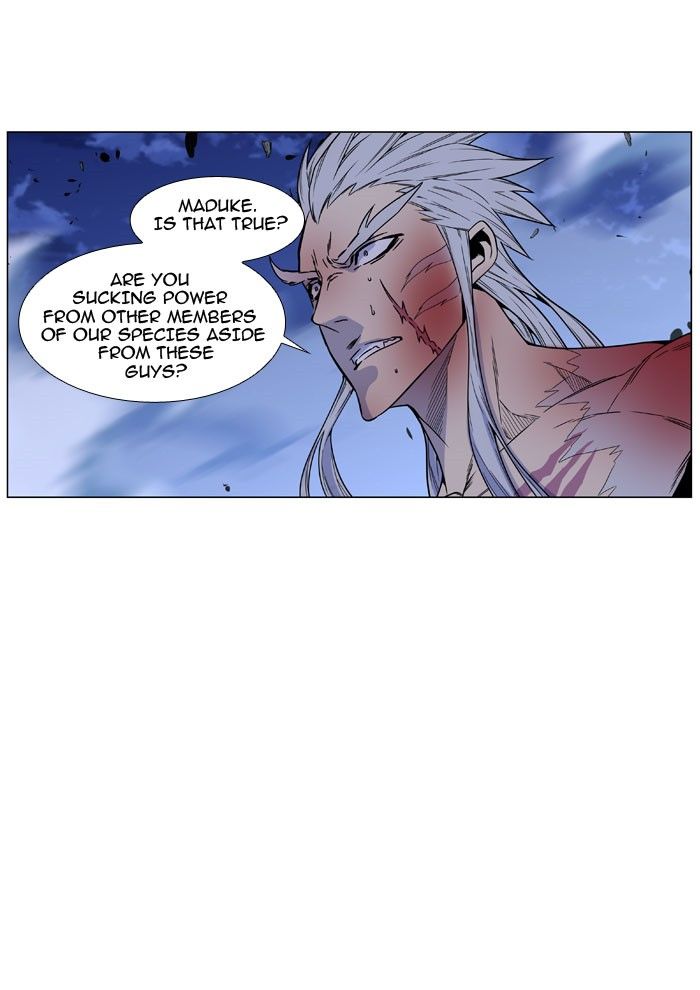 MADUKE.
IS THAT TRUE?
ARE YOU
SUCKING POWER
FROM OTHER MEMBERS
OF OUR SPECIES ASIDE
FROM THESE
GUYS?